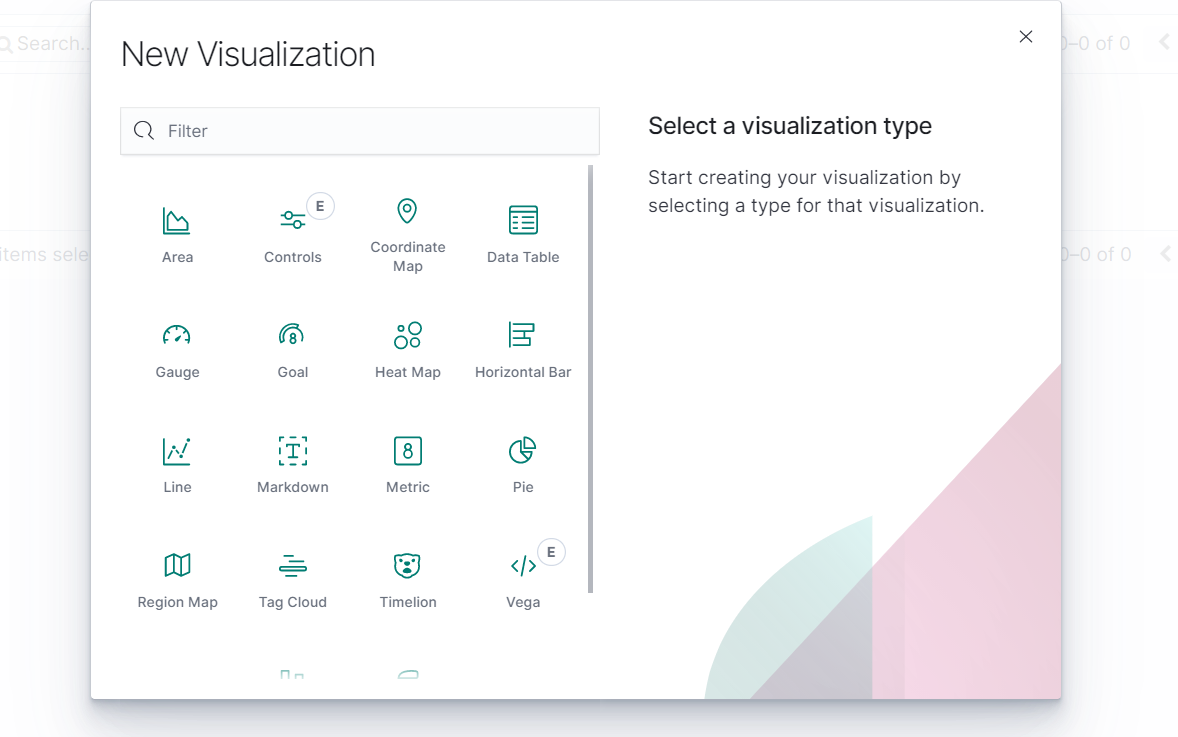 New Visualization
Search...
0–0 of 0
Filter
Select a visualization type
Start creating your visualization by
selecting a type for that visualization.
E
Area
Controls
Coordinate
Map
Data Table
items sele
0–0 of 0
Gauge
Goal
8
Heat Map
Horizontal Bar
Line
T
Markdown
8
Metric
Pie
E
Region Map
Tag Cloud
Timelion
Vega